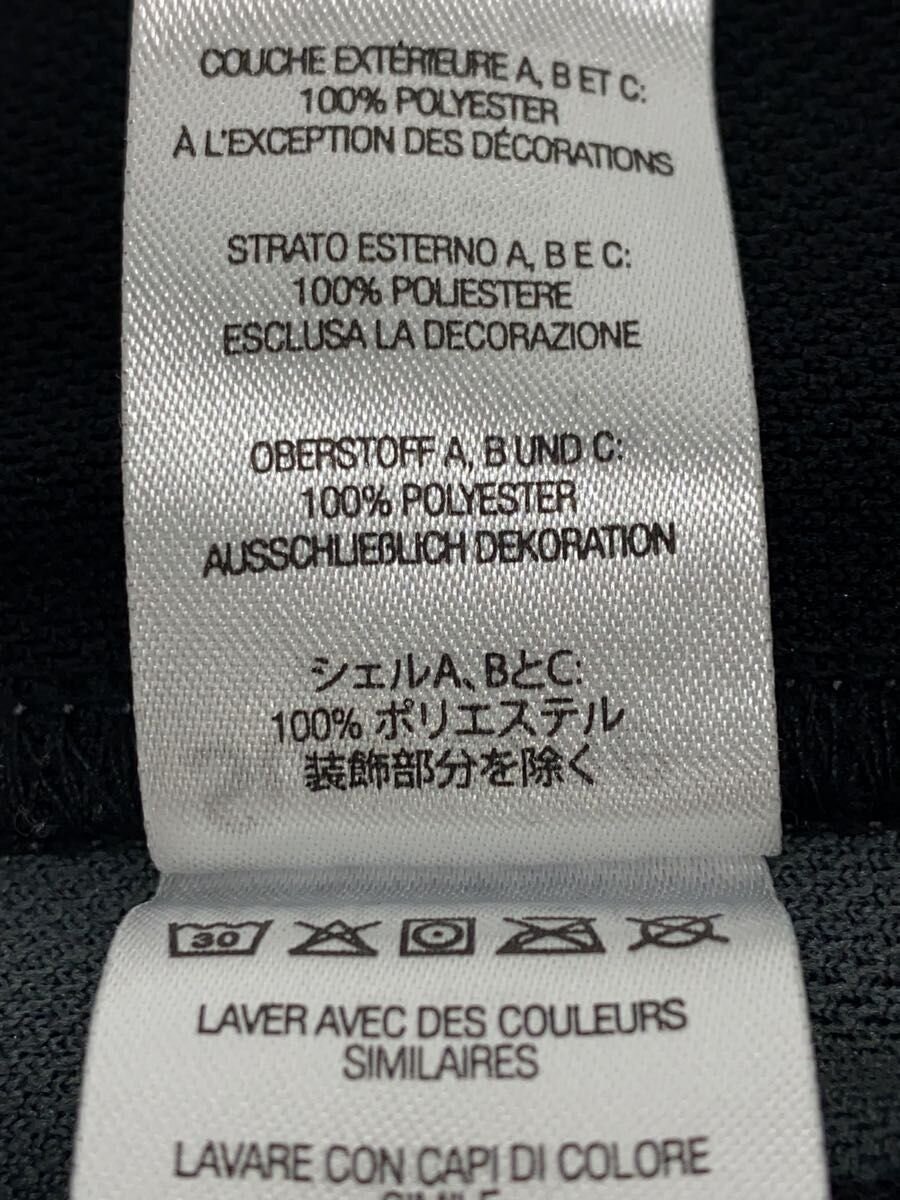 COUCHE EXTÉRIEURE A, B ET C:
100% POLYESTER
À L'EXCEPTION DES DÉCORATIONS
STRATO ESTERNO A, B E C:
100% POLIESTERE
ESCLUSA LA DECORAZIONE
OBERSTOFF A, B UND C:
100% POLYESTER
AUSSCHLIEßLICH DEKORATION
シェルA、BとC:
100% ポリエステル
装飾部分を除く
30
LAVER AVEC DES COULEURS
SIMILAIRES
LAVARE CON CAPI DI COLORE
SIMILE